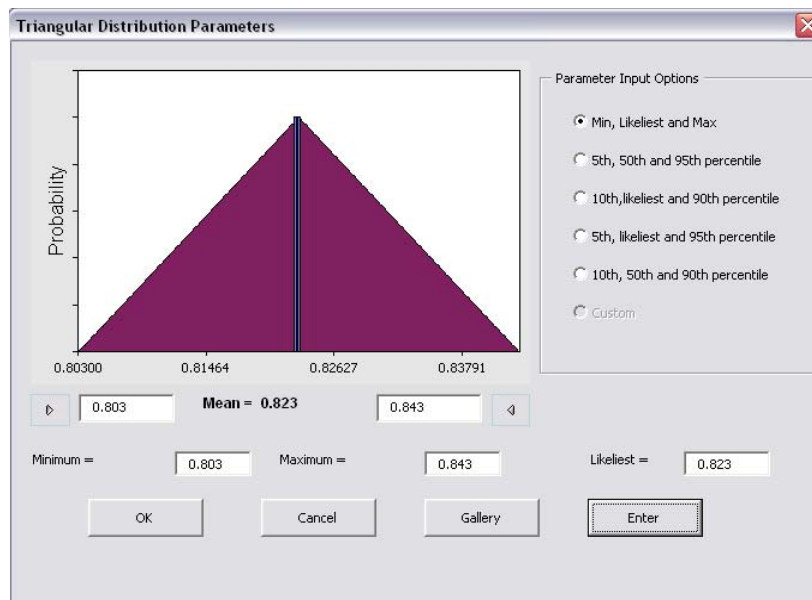 Triangular Distribution Parameters
Probability
0.80300 0.81464 0.82627 0.83791
0.803 Mean = 0.823 0.843
Parameter Input Options
Min, Likeliest and Max
5th, 50th and 95th percentile
10th,likeliest and 90th percentile
5th, likeliest and 95th percentile
10th, 50th and 90th percentile
Custom
Minimum = 0.803 Maximum = 0.843 Likeliest = 0.823
OK Cancel Gallery Enter